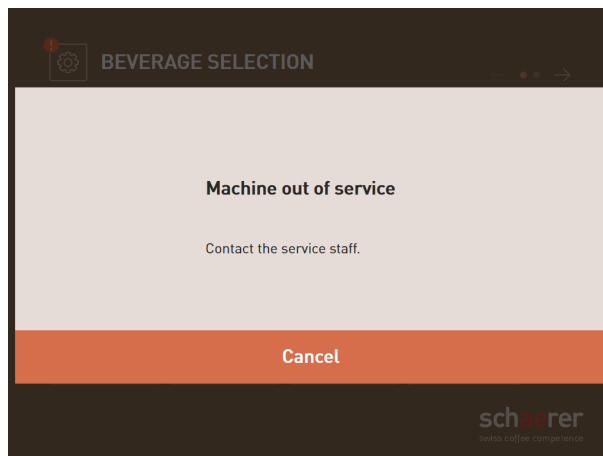 !
BEVERAGE SELECTION
Machine out of service
Contact the service staff.
Cancel
schaerer
swiss coffee competence